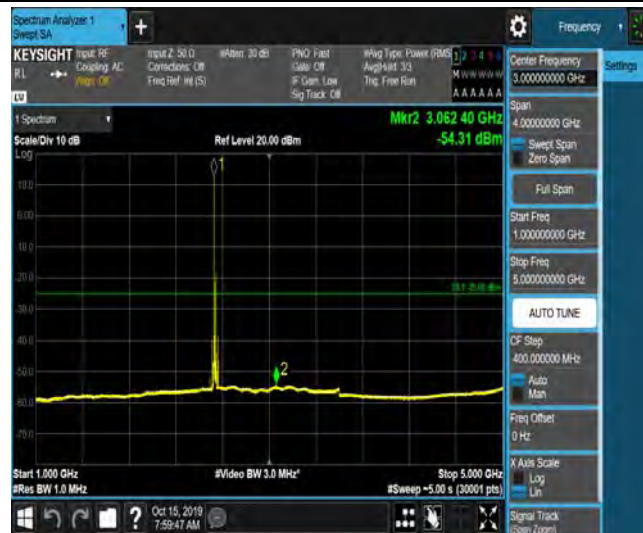 Spectrum Analyzer 1
Swept SA
+
Frequency
KEYSIGHT
RL
Input: RF
Coupling: AC
Align: Off
Input Z: 50 Ω
Corrections: Off
Freq Ref: Int (S)
#Atten: 30 dB
PNO: Fast
Gate: Off
IF Gain: Low
Sig Track: Off
#Avg Type: Power (RMS)
Avg|Hold: 3/3
Trig: Free Run
1 2 3 4 5 6
M W W W W W
A A A A A A
LV
1 Spectrum
Scale/Div 10 dB
Log
Ref Level 20.00 dBm
Mkr2 3.062 40 GHz
-54.31 dBm
1
10.0
0.00
-10.0
-20.0
-30.0
-40.0
-50.0
-60.0
-70.0
2
Start 1.000 GHz
#Res BW 1.0 MHz
#Video BW 3.0 MHz*
Stop 5.000 GHz
#Sweep ~5.00 s (30001 pts)
Oct 15, 2019
7:59:47 AM
?
Center Frequency
3.000000000 GHz
Settings
Span
4.00000000 GHz
Swept Span
Zero Span
Full Span
Start Freq
1.000000000 GHz
Stop Freq
5.000000000 GHz
AUTO TUNE
CF Step
400.000000 MHz
Auto
Man
Freq Offset
0 Hz
X Axis Scale
Log
Lin
Signal Track
(Span Zoom)